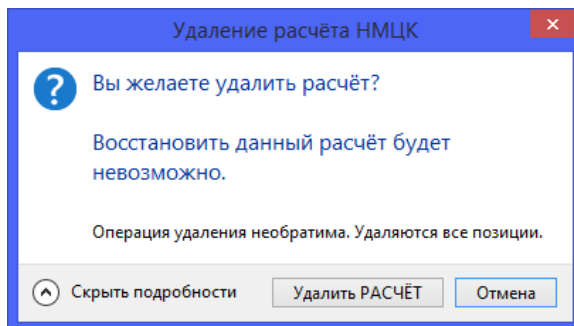 Удаление расчёта НМЦК
Вы желаете удалить расчёт?
Восстановить данный расчёт будет
невозможно.
Операция удаления необратима. Удаляются все позиции.
Скрыть подробности
Удалить РАСЧЁТ
Отмена